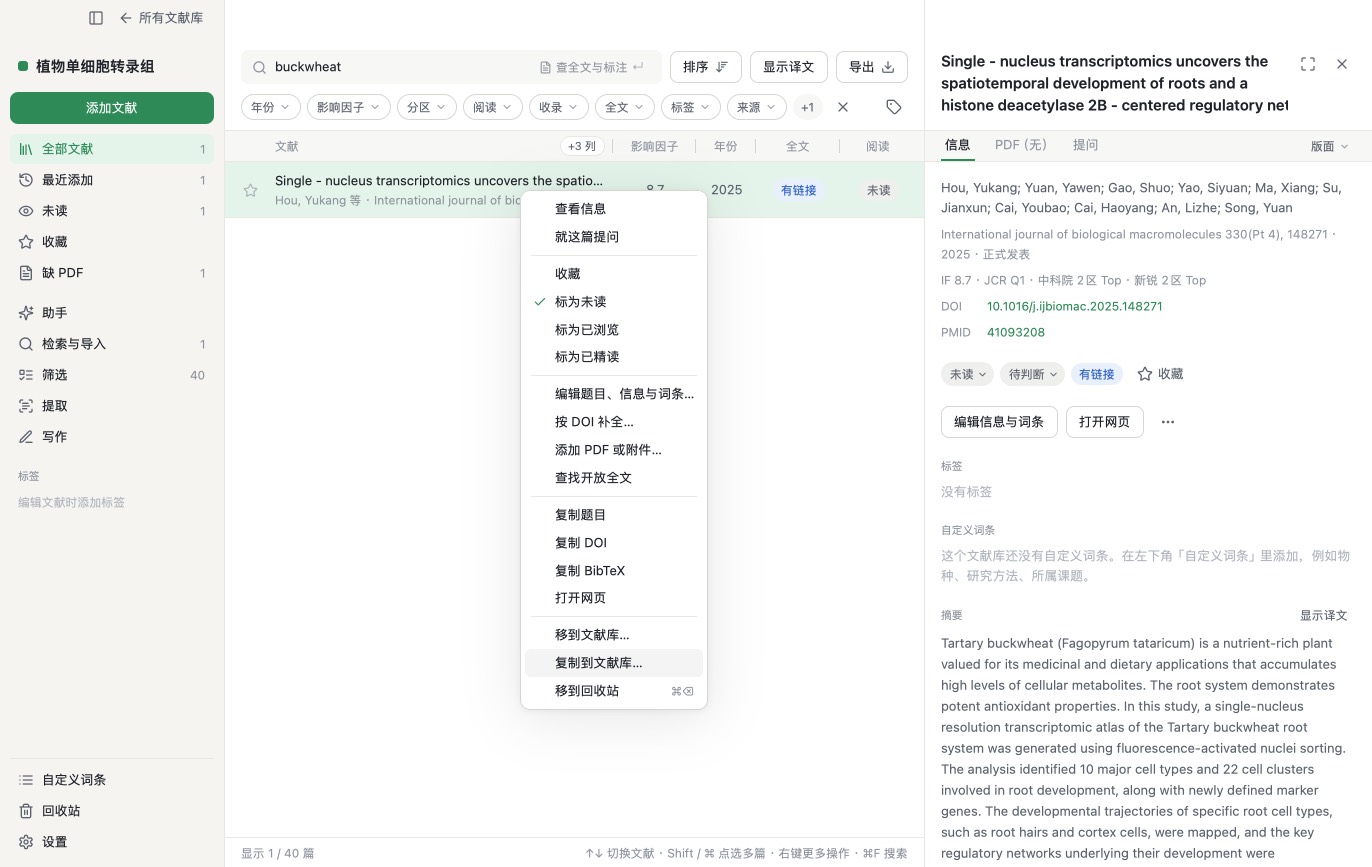 所有文献库
植物单细胞转录组
添加文献
全部文献 1
最近添加 1
未读 1
收藏
缺 PDF 1
助手
检索与导入 1
筛选 40
提取
写作
标签
编辑文献时添加标签
自定义词条
回收站
设置
buckwheat
查全文与标注
排序
显示译文
导出
年份
影响因子
分区
阅读
收录
全文
标签
来源
+1
文献
+3 列
影响因子
年份
全文
阅读
Single - nucleus transcriptomics uncovers the spatio...
Hou, Yukang 等 · International journal of bio
8.7
2025
有链接
未读
查看信息
就这篇提问
收藏
标为未读
标为已浏览
标为已精读
编辑题目、信息与词条...
按 DOI 补全...
添加 PDF 或附件...
查找开放全文
复制题目
复制 DOI
复制 BibTeX
打开网页
移到文献库...
复制到文献库...
移到回收站 ⌘⌫
显示 1 / 40 篇
↑↓ 切换文献 · Shift / ⌘ 点选多篇 · 右键更多操作 · ⌘F 搜索
Single - nucleus transcriptomics uncovers the
spatiotemporal development of roots and a
histone deacetylase 2B - centered regulatory net
信息
PDF (无)
提问
版面
Hou, Yukang; Yuan, Yawen; Gao, Shuo; Yao, Siyuan; Ma, Xiang; Su,
Jianxun; Cai, Youbao; Cai, Haoyang; An, Lizhe; Song, Yuan
International journal of biological macromolecules 330(Pt 4), 148271 ·
2025 · 正式发表
IF 8.7 · JCR Q1 · 中科院 2 区 Top · 新锐 2 区 Top
DOI 10.1016/j.ijbiomac.2025.148271
PMID 41093208
未读
待判断
有链接
收藏
编辑信息与词条
打开网页
标签
没有标签
自定义词条
这个文献库还没有自定义词条。在左下角「自定义词条」里添加，例如物
种、研究方法、所属课题。
摘要
显示译文
Tartary buckwheat (Fagopyrum tataricum) is a nutrient-rich plant
valued for its medicinal and dietary applications that accumulates
high levels of cellular metabolites. The root system demonstrates
potent antioxidant properties. In this study, a single-nucleus
resolution transcriptomic atlas of the Tartary buckwheat root
system was generated using fluorescence-activated nuclei sorting.
The analysis identified 10 major cell types and 22 cell clusters
involved in root development, along with newly defined marker
genes. The developmental trajectories of specific root cell types,
such as root hairs and cortex cells, were mapped, and the key
regulatory networks underlying their development were